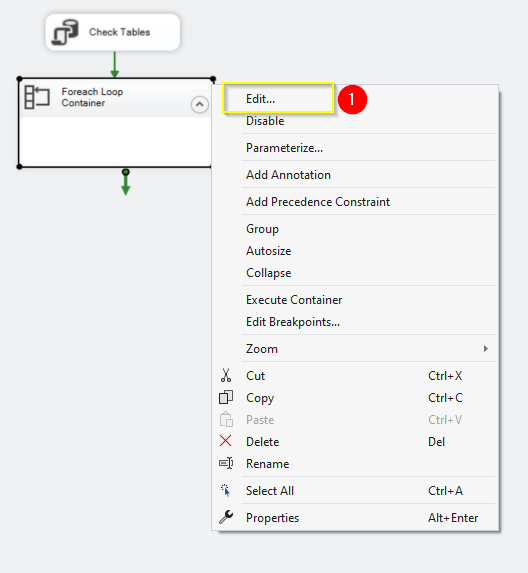 Check Tables
Foreach Loop
Container
Edit...
1
Disable
Parameterize...
Add Annotation
Add Precedence Constraint
Group
Autosize
Collapse
Execute Container
Edit Breakpoints...
Zoom
Cut Ctrl+X
Copy Ctrl+C
Paste Ctrl+V
Delete Del
Rename
Select All Ctrl+A
Properties Alt+Enter